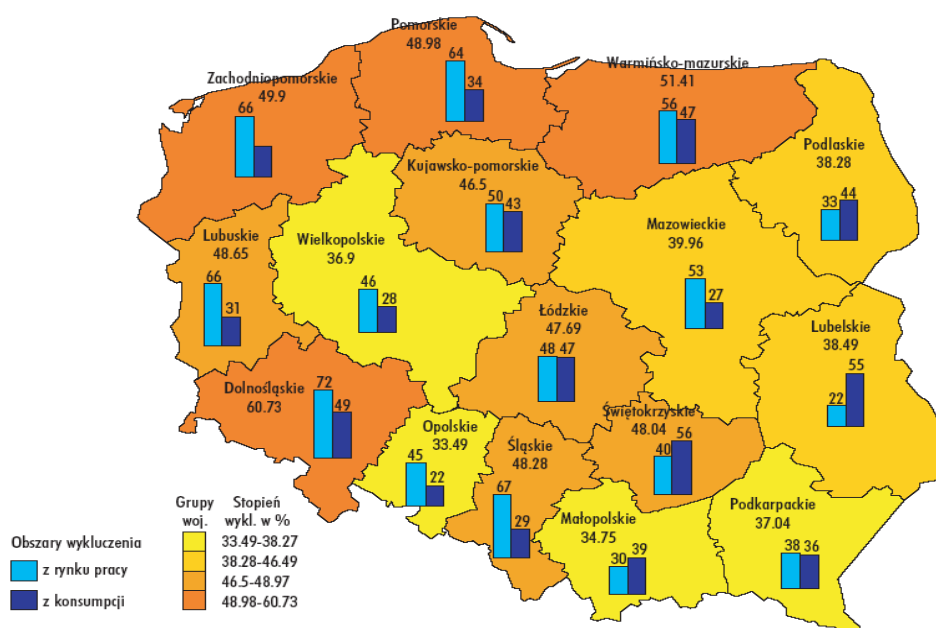 Pomorskie
48.98
64
34
Zachodniopomorskie
49.9
66
Warmińsko-mazurskie
51.41
56
47
Podlaskie
38.28
33
44
Kujawsko-pomorskie
46.5
50
43
Mazowieckie
39.96
53
27
Lubuskie
48.65
66
31
Wielkopolskie
36.9
46
28
Łódzkie
47.69
48
47
Lubelskie
38.49
22
55
Dolnośląskie
60.73
72
49
Opolskie
33.49
45
22
Śląskie
48.28
67
29
Świętokrzyskie
48.04
40
56
Małopolskie
34.75
30
39
Podkarpackie
37.04
38
36
Obszary wykluczenia
z rynku pracy
z konsumpcji
Grupy woj.
Stopień wykl. w %
33.49-38.27
38.28-46.49
46.5-48.97
48.98-60.73